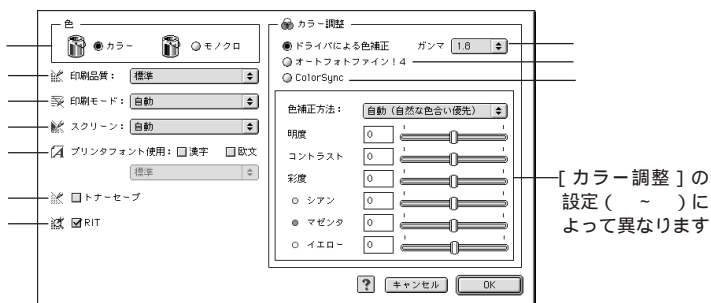 色
カラー
モノクロ
印刷品質：
標準
印刷モード：
自動
スクリーン：
自動
プリンタフォント使用：
漢字
欧文
標準
トナーセーブ
RIT
カラー調整
ドライバによる色補正
ガンマ
1.8
オートフォトファイン！4
ColorSync
色補正方法：
自動（自然な色合い優先）
明度
0
コントラスト
0
彩度
0
シアン
0
マゼンタ
0
イエロー
0
?
キャンセル
OK
［カラー調整］の
設定（　～　）に
よって異なります